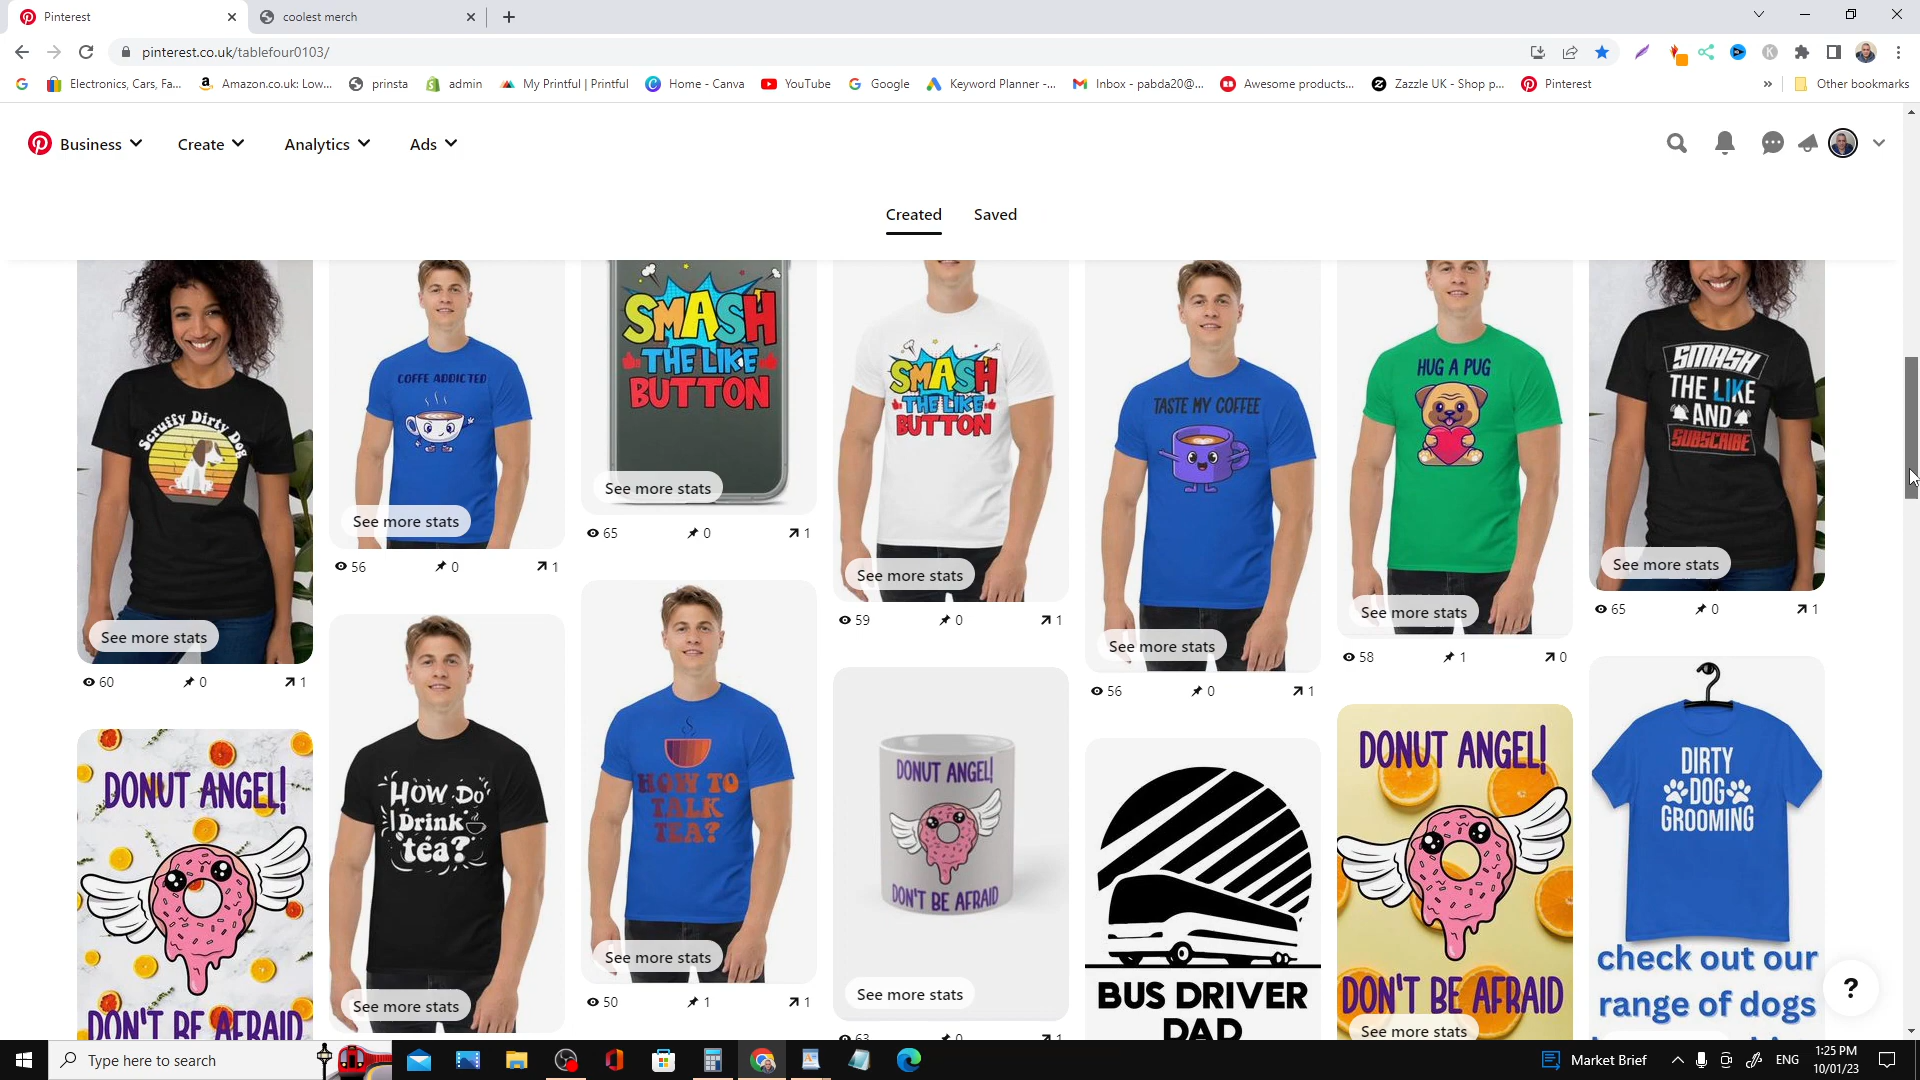 Pinterest
coolest merch
pinterest.co.uk/tablefour0103/
Electronics, Cars, Fa...
Amazon.co.uk: Low...
prinsta
admin
My Printful | Printful
Home - Canva
YouTube
Google
Keyword Planner -...
Inbox - pabda20@...
Awesome products...
Zazzle UK - Shop p...
Pinterest
»
Other bookmarks
Business
Create
Analytics
Ads
Created
Saved
Scruffy Dirty Dog
See more stats
60 0 1
COFFE ADDICTED
See more stats
56 0 1
SMASH
THE LIKE
BUTTON
See more stats
65 0 1
SMASH
THE LIKE
BUTTON
See more stats
59 0 1
TASTE MY COFFEE
See more stats
56 0 1
HUG A PUG
See more stats
58 1 0
SMASH
THE LIKE
AND
SUBSCRIBE
See more stats
65 0 1
DONUT ANGEL!
DON'T BE AFRAID
HOW DO
I Drink
tea?
See more stats
HOW TO
TALK
TEA?
See more stats
50 1 1
DONUT ANGEL!
DON'T BE AFRAID
See more stats
63 0 1
BUS DRIVER
DAD
DONUT ANGEL!
DON'T BE AFRAID
See more stats
DIRTY
DOG
GROOMING
check out our
range of dogs
?
Type here to search
Market Brief
ENG
1:25 PM
10/01/23